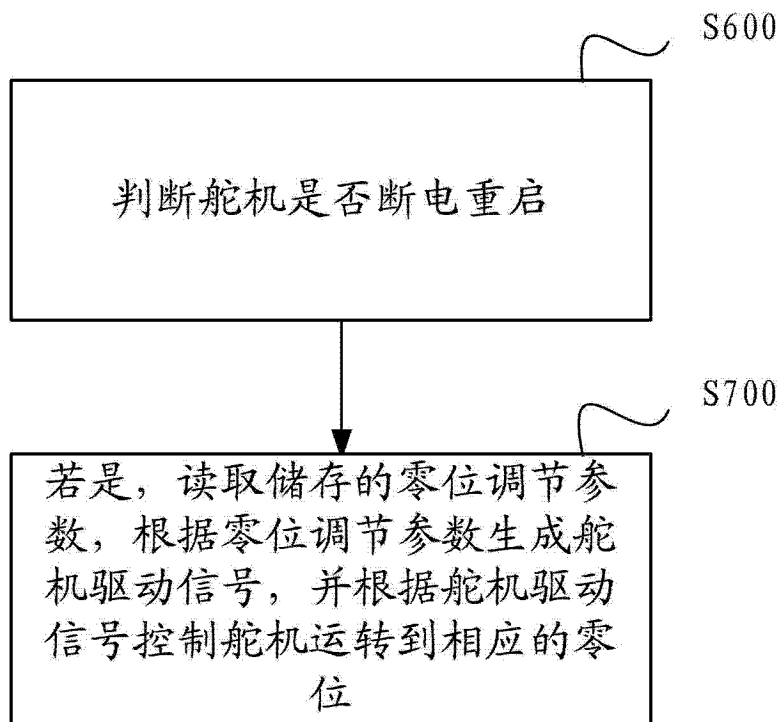 S600
判断舵机是否断电重启
S700
若是，读取储存的零位调节参
数，根据零位调节参数生成舵
机驱动信号，并根据舵机驱动
信号控制舵机运转到相应的零
位